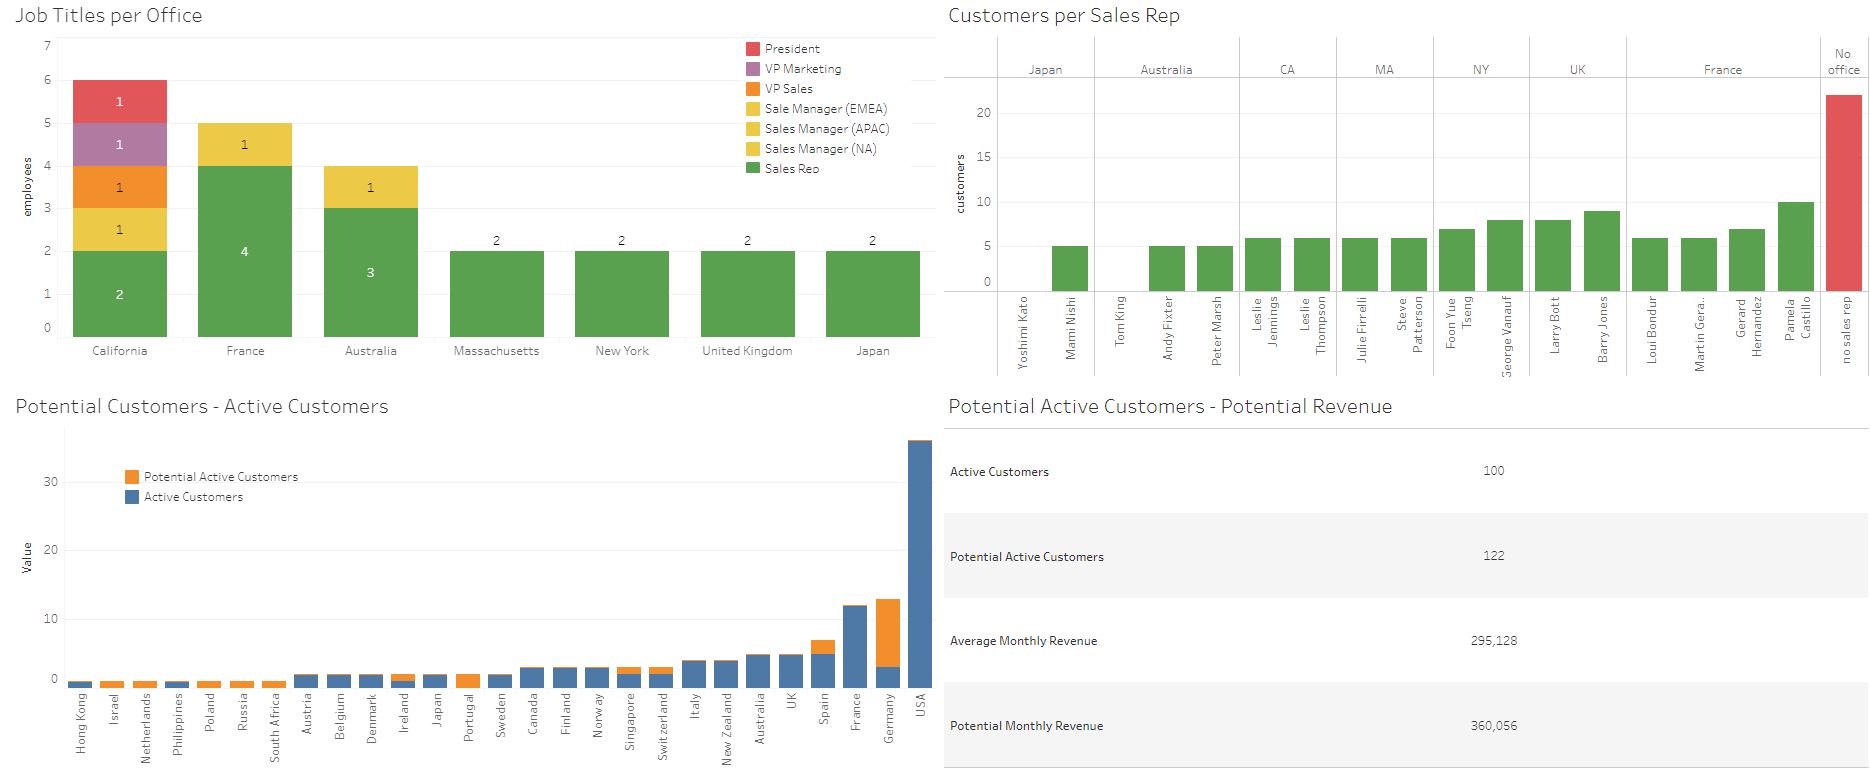 Job Titles per Office
7
6
5
4
3
2
1
0
employees
1
1
1
1
2
1
4
1
3
2
2
2
2
President
VP Marketing
VP Sales
Sale Manager (EMEA)
Sales Manager (APAC)
Sales Manager (NA)
Sales Rep
California
France
Australia
Massachusetts
New York
United Kingdom
Japan
Customers per Sales Rep
Japan
Australia
CA
MA
NY
UK
France
No
office
20
15
10
5
0
customers
Yoshimi Kato
Mami Nishi
Tom King
Andy Fixter
Peter Marsh
Leslie
Jennings
Leslie
Thompson
Julie Firrelli
Steve
Patterson
Foon Yue
Tseng
George Vanauf
Larry Bott
Barry Jones
Loui Bondur
Martin Gera..
Gerard
Hernandez
Pamela
Castillo
no sales rep
Potential Customers - Active Customers
30
20
10
0
Value
Potential Active Customers
Active Customers
Hong Kong
Israel
Netherlands
Philippines
Poland
Russia
South Africa
Austria
Belgium
Denmark
Ireland
Japan
Portugal
Sweden
Canada
Finland
Norway
Singapore
Switzerland
Italy
New Zealand
Australia
UK
Spain
France
Germany
USA
Potential Active Customers - Potential Revenue
Active Customers 100
Potential Active Customers 122
Average Monthly Revenue 295,128
Potential Monthly Revenue 360,056